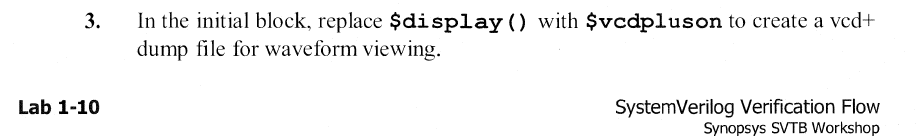 3. In the initial block, replace $display() with $vcdpluson to create a vcd+
dump file for waveform viewing.
Lab 1-10
SystemVerilog Verification Flow
Synopsys SVTB Workshop